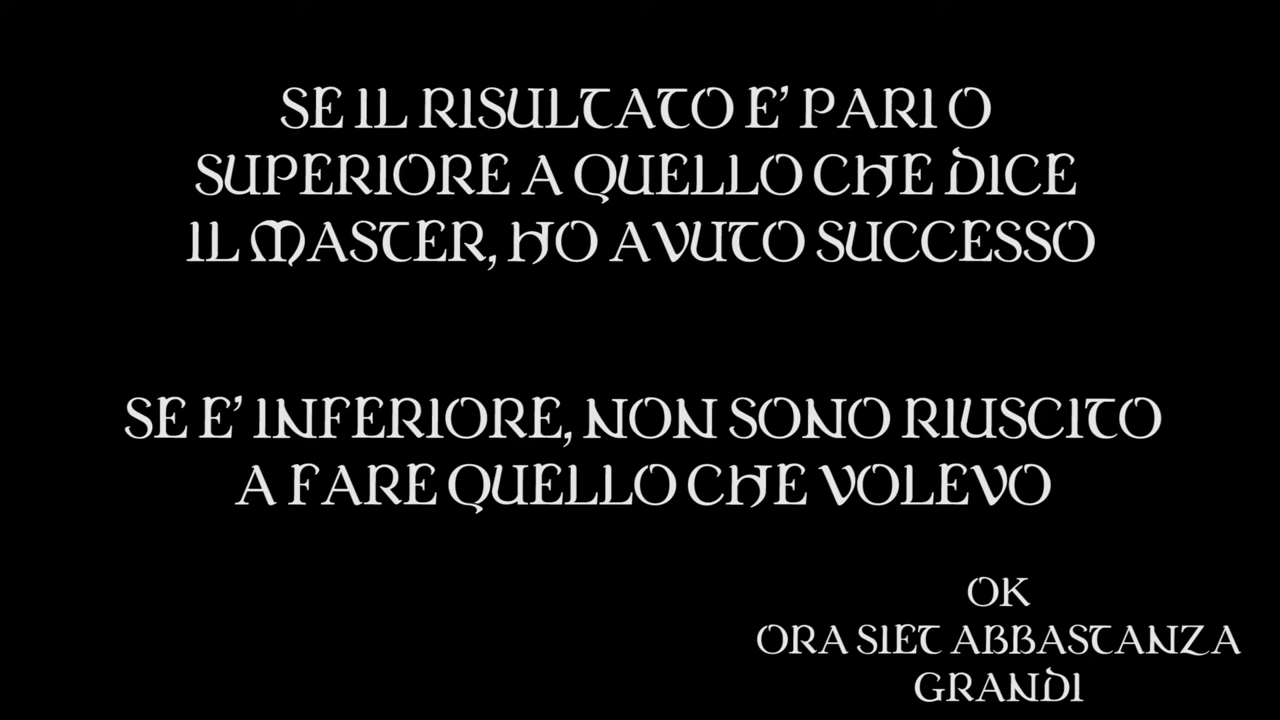 SE IL RISULTATO E' PARI O
SUPERIORE A QUELLO CHE DICE
IL MASTER, HO AVUTO SUCCESSO
SE E' INFERIORE, NON SONO RIUSCITO
A FARE QUELLO CHE VOLEVO
OK
ORA SIET ABBASTANZA
GRANDI